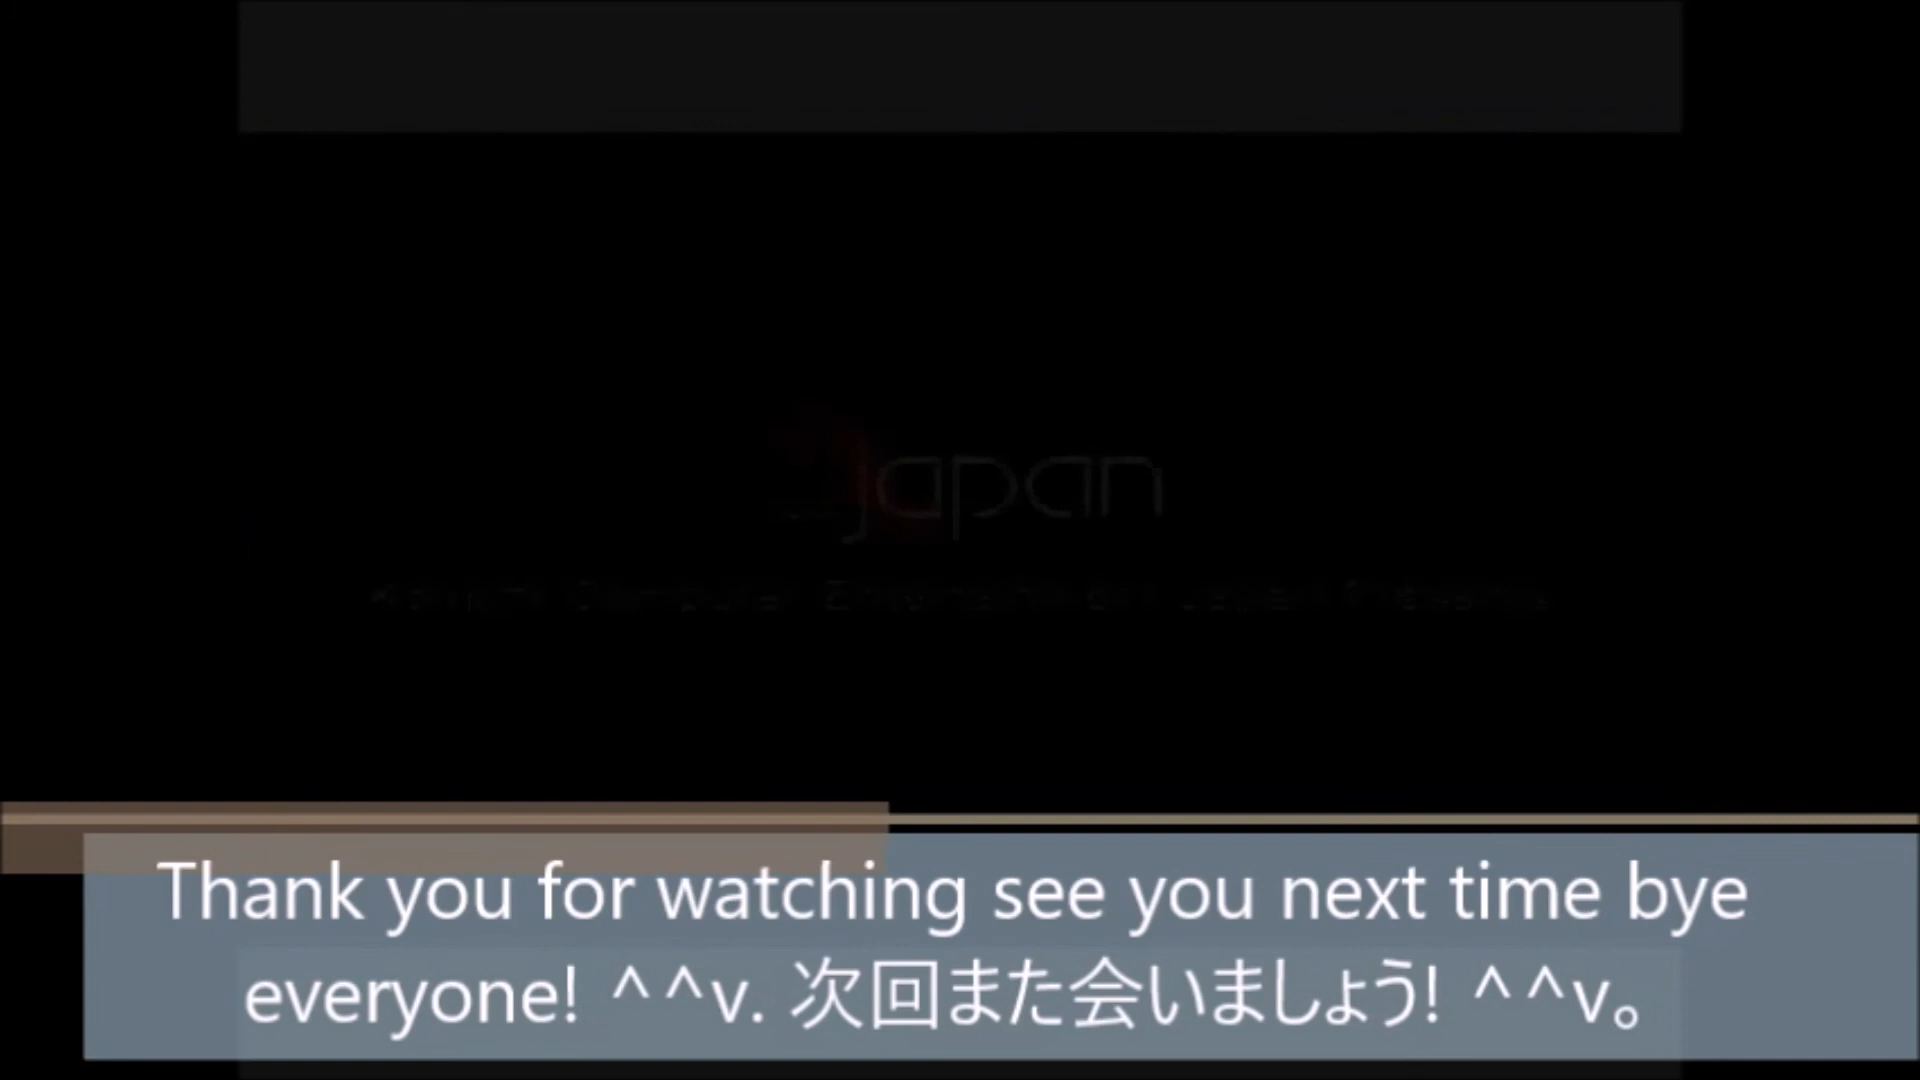 Japan
Thank you for watching see you next time bye
everyone! ^^v. 次回また会いましょう! ^^v。